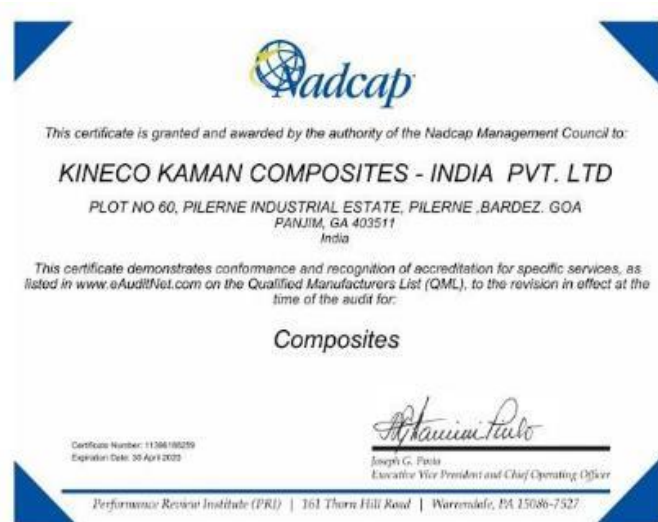 Nadcap
This certificate is granted and awarded by the authority of the Nadcap Management Council to:
KINECO KAMAN COMPOSITES - INDIA PVT. LTD
PLOT NO 60, PILERNE INDUSTRIAL ESTATE, PILERNE ,BARDEZ. GOA
PANJIM, GA 403511
India
This certificate demonstrates conformance and recognition of accreditation for specific services, as
listed in www.eAuditNet.com on the Qualified Manufacturers List (QML), to the revision in effect at the
time of the audit for:
Composites
Certificate Number:
Expiration Date: 30 April
Joseph G.
Executive Vice President and Chief Operating Officer
Performance Review Institute (PRI) | 161 Thorn Hill Road | Warrendale, PA 15086-7527